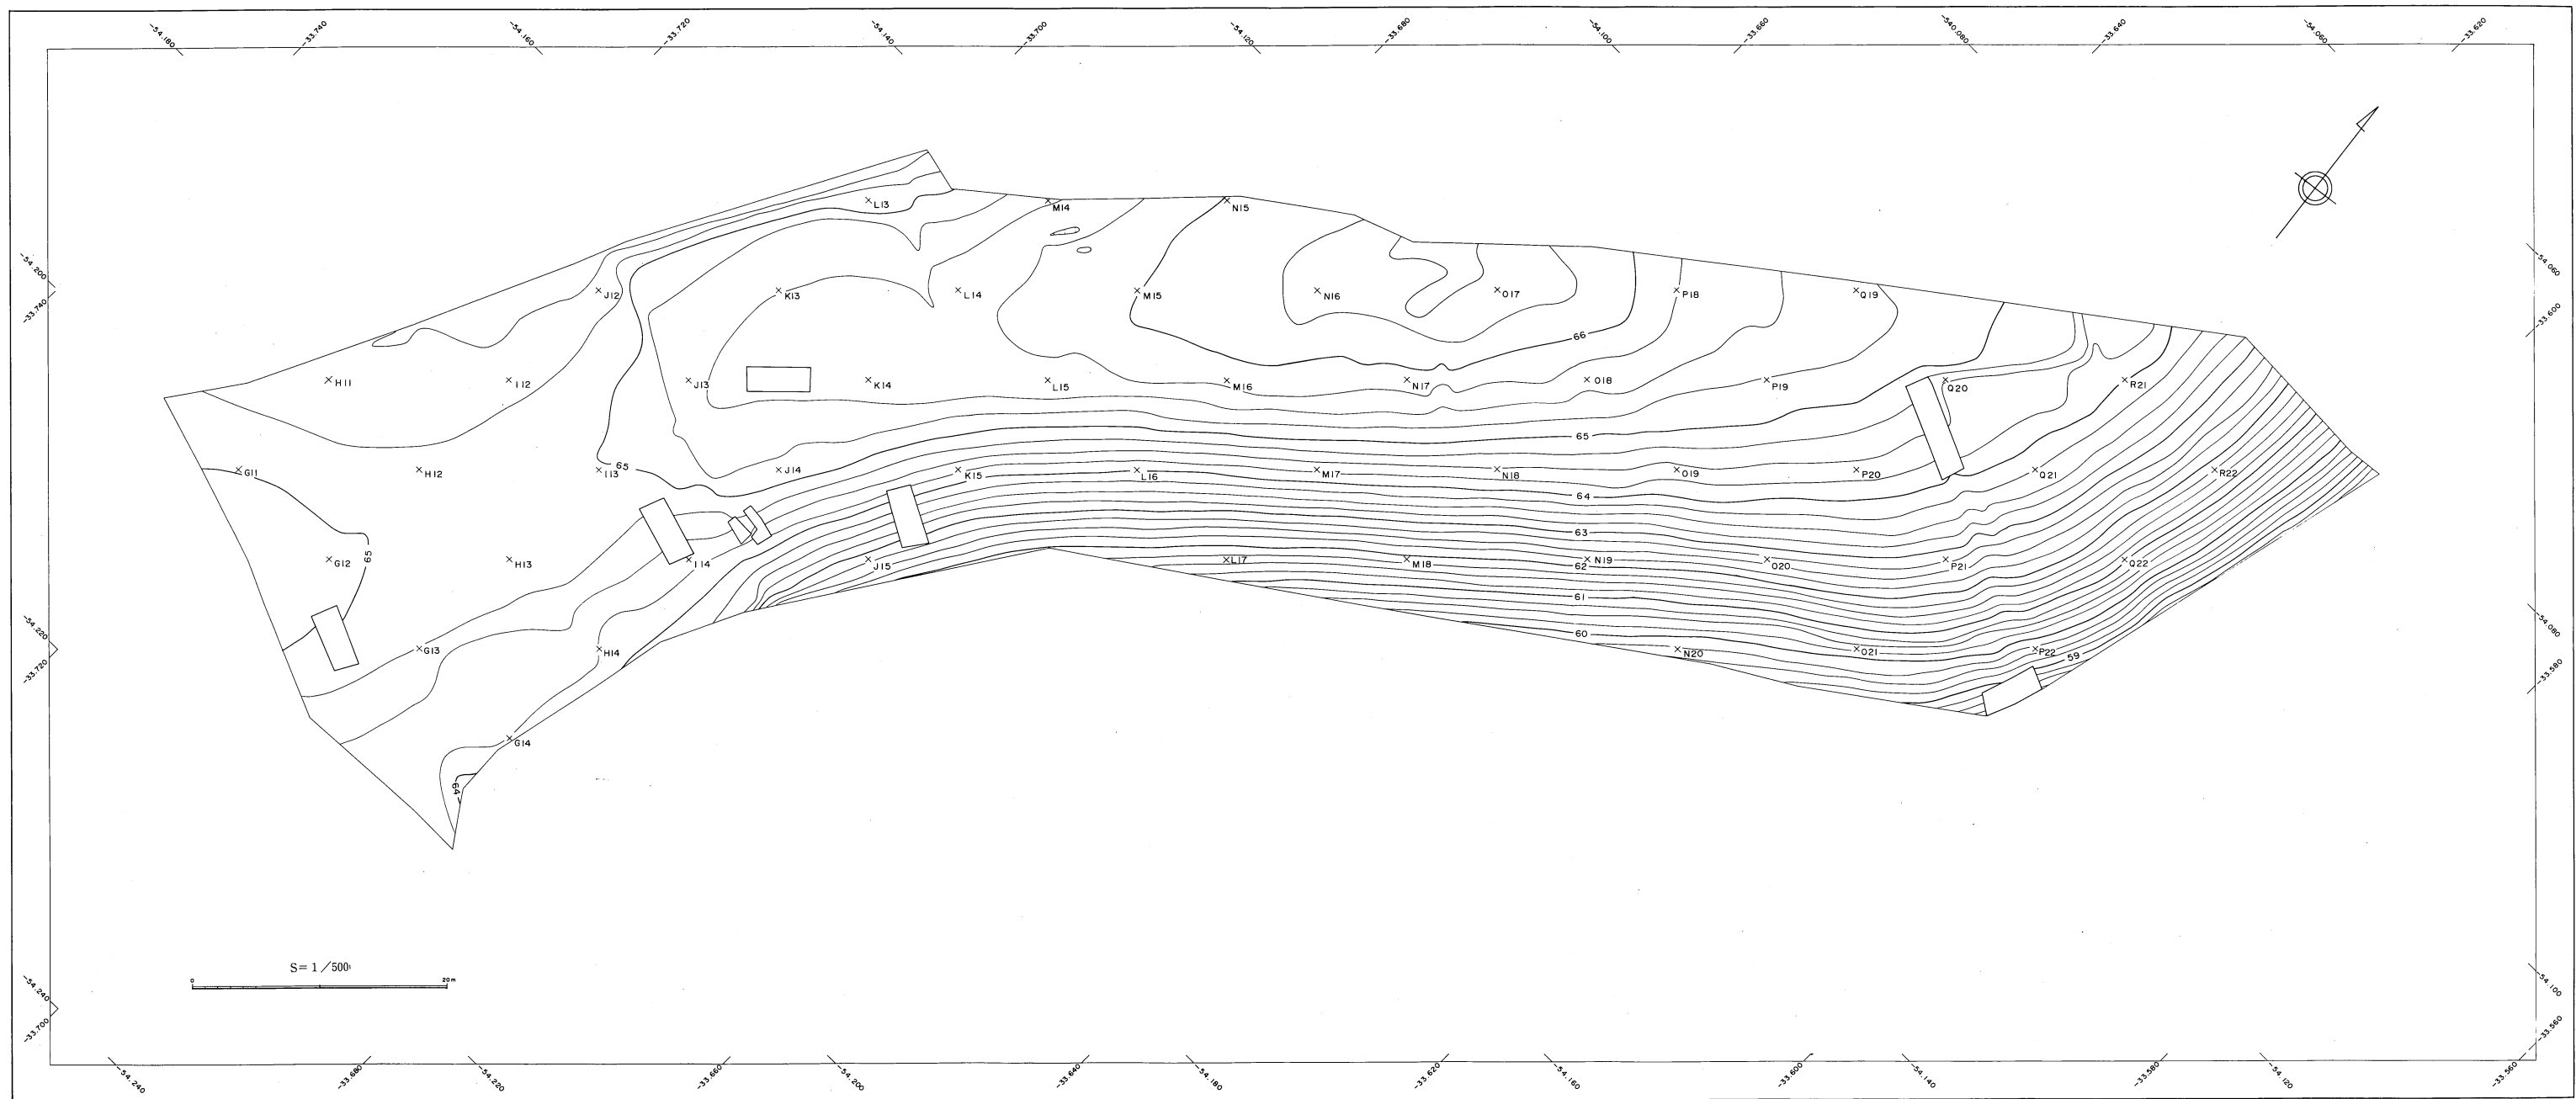 -54.180
-33.740
-54.160
-33.720
-54.140
-33.700
-54.120
-33.680
-54.100
-33.660
-54.080
-33.640
-54.060
-33.620
L13
M14
N15
-54.200
-33.740
J12
K13
L14
M15
N16
O17
P18
Q19
-54.060
-33.600
66
H11
I12
J13
K14
L15
M16
N17
O18
P19
Q20
R21
65
65
G11
H12
I13
J14
K15
L16
M17
N18
O19
P20
Q21
R22
64
63
65
G12
H13
I14
J15
L17
M18
N19
O20
P21
Q22
62
61
60
-54.220
-33.720
G13
H14
N20
O21
P22
59
-54.080
-33.580
G14
64
S=1/500
0
20m
-54.240
-33.700
-54.100
-33.560
-54.240
-33.680
-54.220
-33.660
-54.200
-33.640
-54.180
-33.620
-54.160
-33.600
-54.140
-33.580
-54.120
-33.560